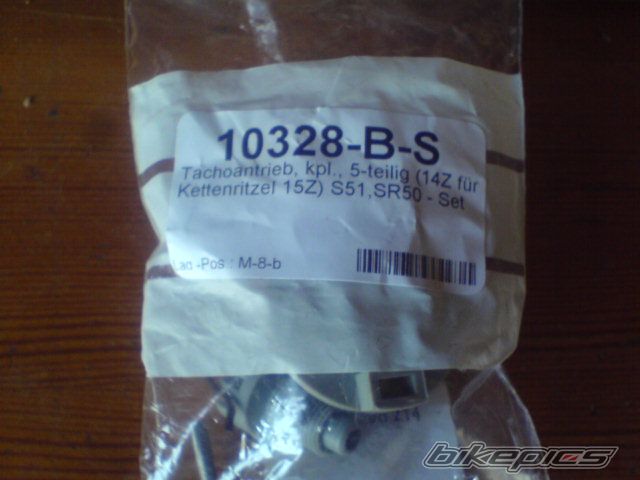 10328-B-S
Tachoantrieb, kpl., 5-teilig (14Z für
Kettenritzel 15Z) S51,SR50 - Set
Lag.-Pos.: M-8-b
bikepics